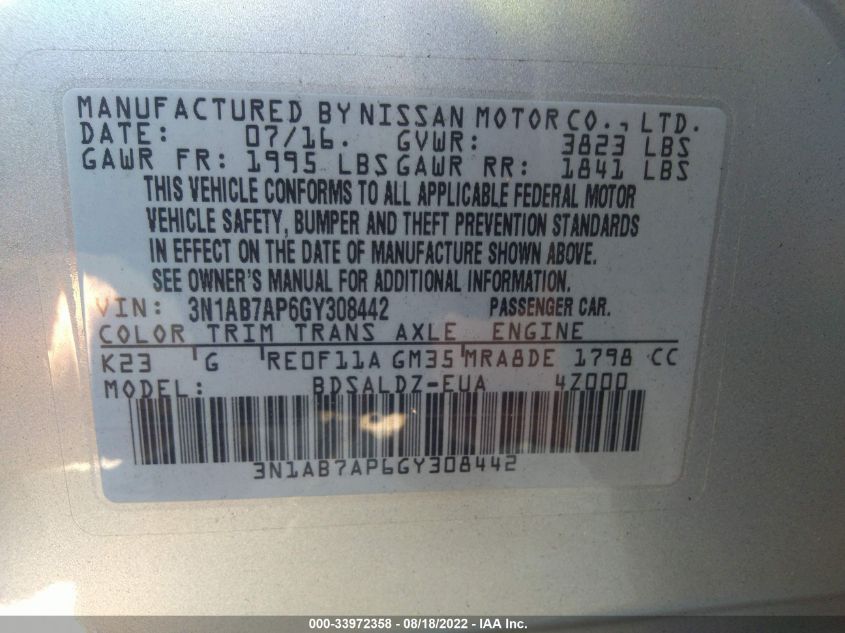 MANUFACTURED BY NISSAN MOTOR CO., LTD.
DATE: 07/16. GVWR: 3823 LBS
GAWR FR: 1995 LBS GAWR RR: 1841 LBS
THIS VEHICLE CONFORMS TO ALL APPLICABLE FEDERAL MOTOR
VEHICLE SAFETY, BUMPER AND THEFT PREVENTION STANDARDS
IN EFFECT ON THE DATE OF MANUFACTURE SHOWN ABOVE.
SEE OWNER'S MANUAL FOR ADDITIONAL INFORMATION.
VIN: 3N1AB7AP6GY308442 PASSENGER CAR.
COLOR TRIM TRANS AXLE ENGINE
K23 'G 'RE0F11A GM35'MRA8DE 1798 CC
MODEL: BDSALDZ-EUA 4Z000
3N1AB7AP6GY308442
000-33972358 - 08/18/2022 - IAA Inc.